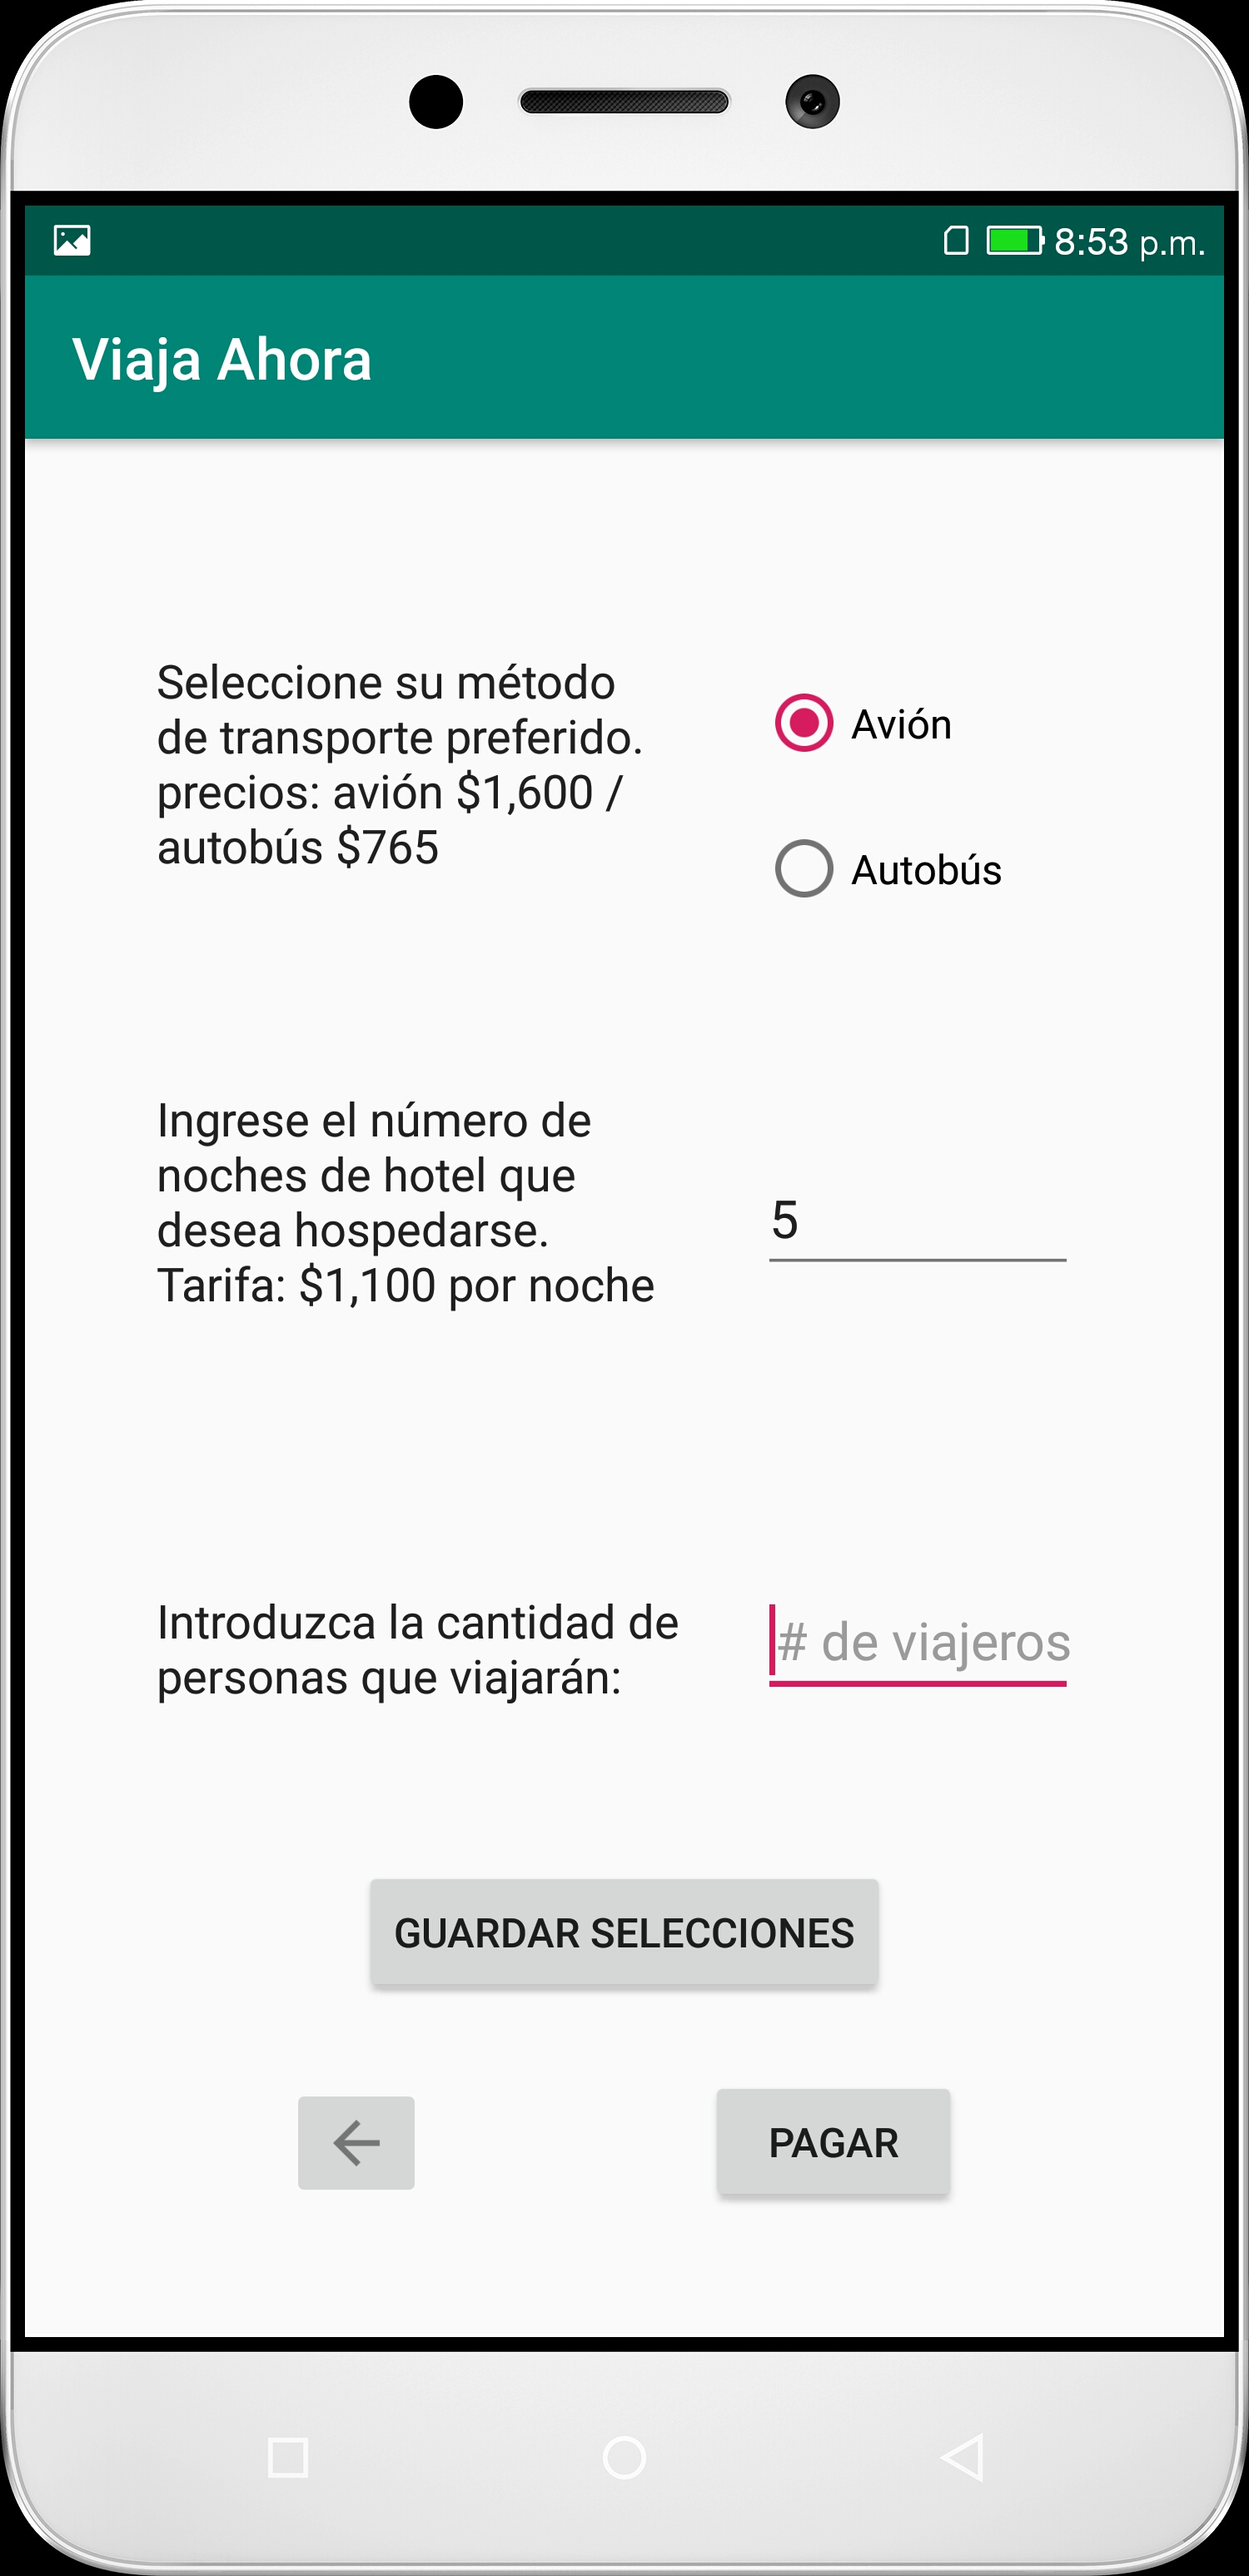 8:53 p.m.
Viaja Ahora
Seleccione su método
de transporte preferido.
precios: avión $1,600 /
autobús $765
Avión
Autobús
Ingrese el número de
noches de hotel que
desea hospedarse.
Tarifa: $1,100 por noche
5
Introduzca la cantidad de
personas que viajarán:
# de viajeros
GUARDAR SELECCIONES
PAGAR